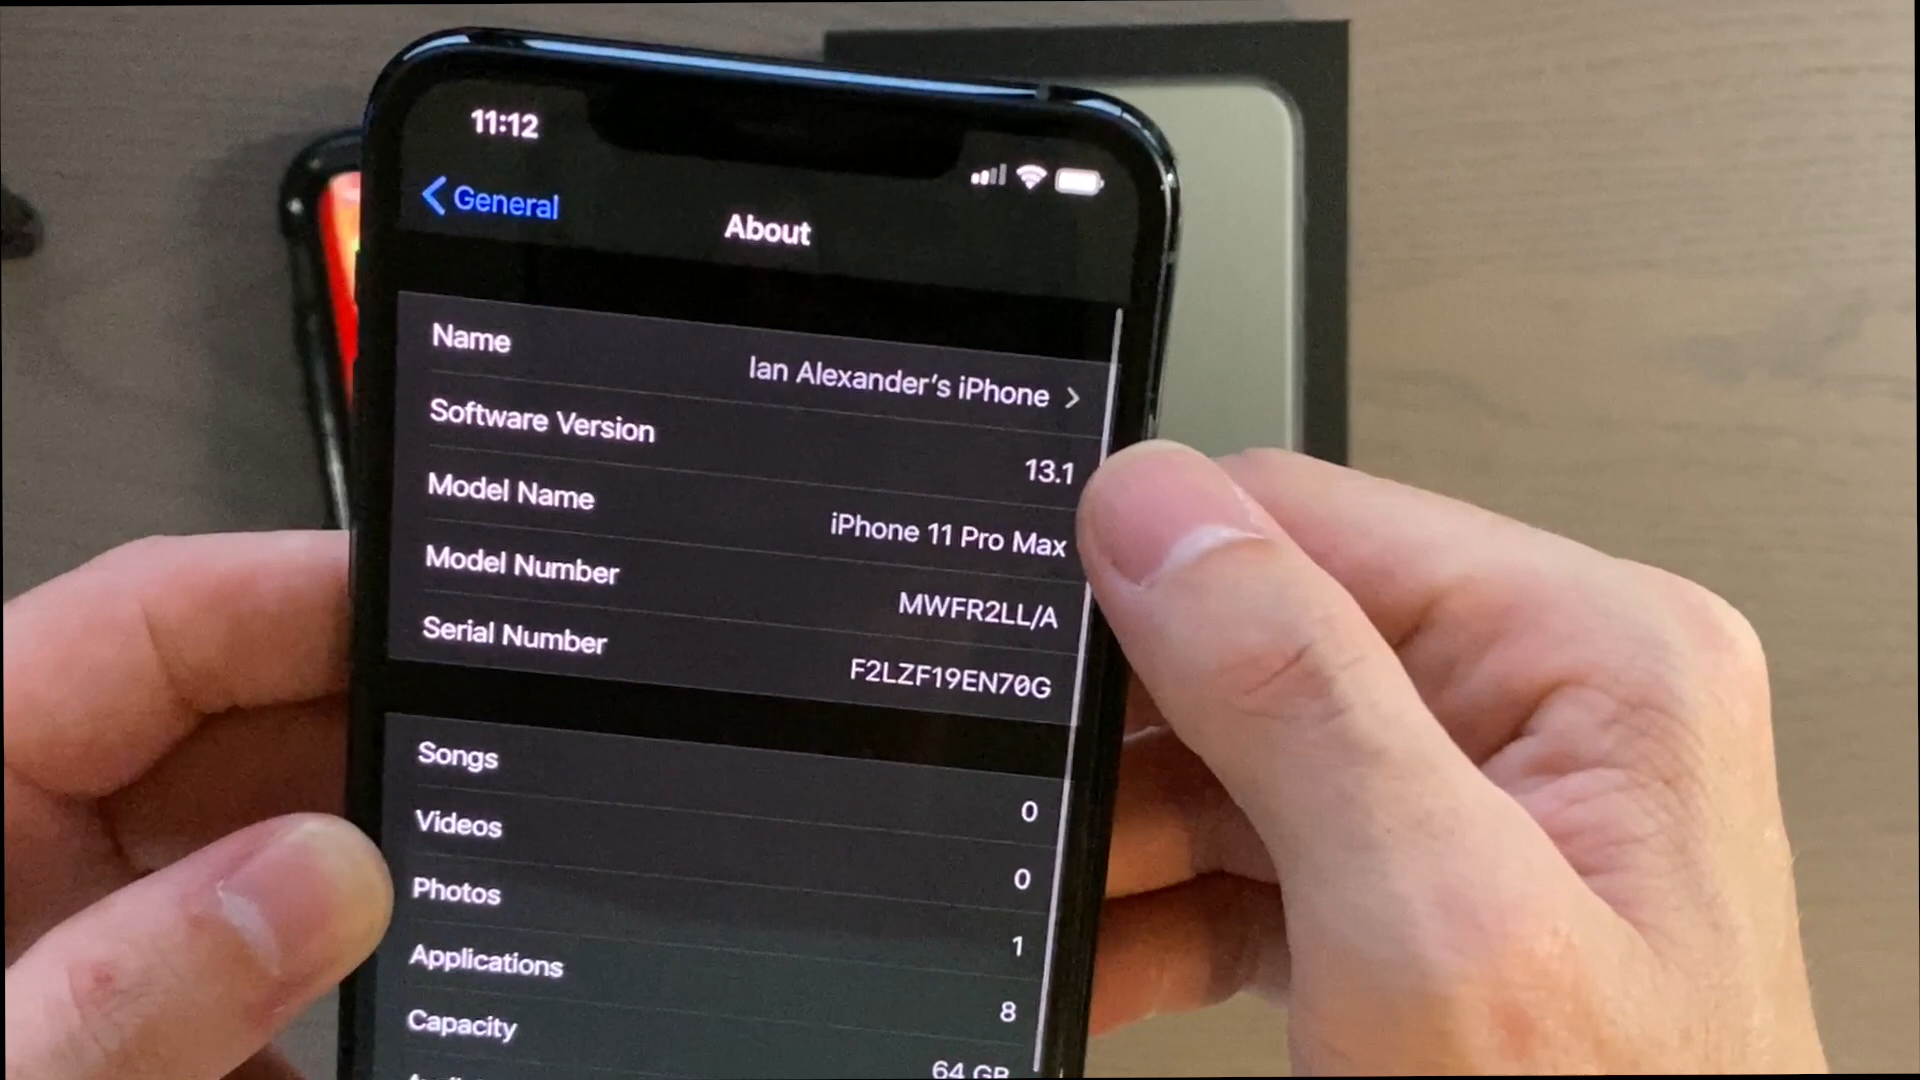 11:12
General
About
Name
Ian Alexander's iPhone
Software Version
13.1
Model Name
iPhone 11 Pro Max
Model Number
MWFR2LL/A
Serial Number
F2LZF19EN70G
Songs
0
Videos
0
Photos
1
Applications
8
Capacity
64 GB